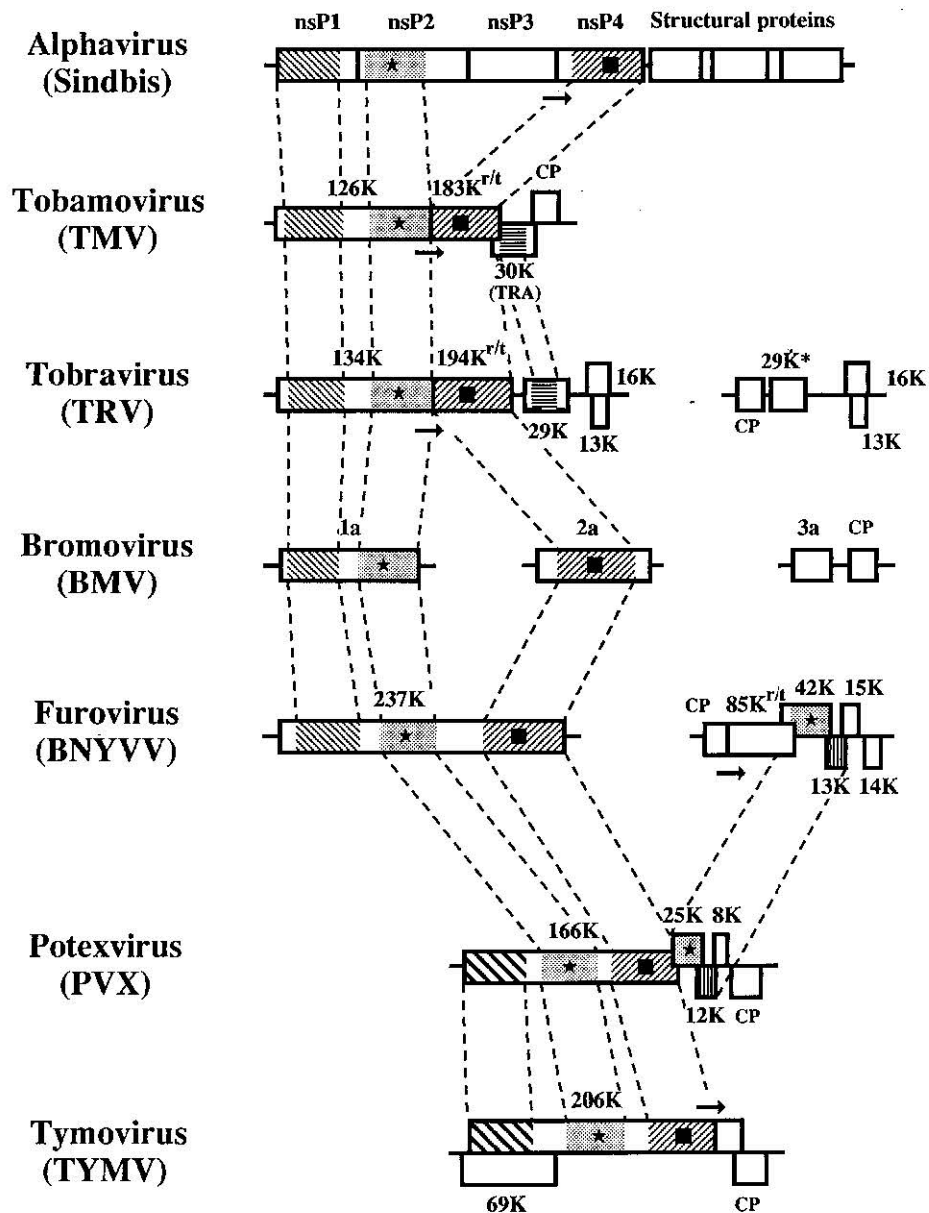 nsP1 nsP2 nsP3 nsP4 Structural proteins
Alphavirus
(Sindbis)
Tobamovirus
(TMV)
126K 183K^r/t CP
30K
(TRA)
Tobravirus
(TRV)
134K 194K^r/t 16K 29K* 16K
29K 13K CP 13K
Bromovirus
(BMV)
1a 2a 3a CP
Furovirus
(BNYVV)
237K CP 85K^r/t 42K 15K
13K 14K
Potexvirus
(PVX)
166K 25K 8K
12K CP
Tymovirus
(TYMV)
206K
69K CP